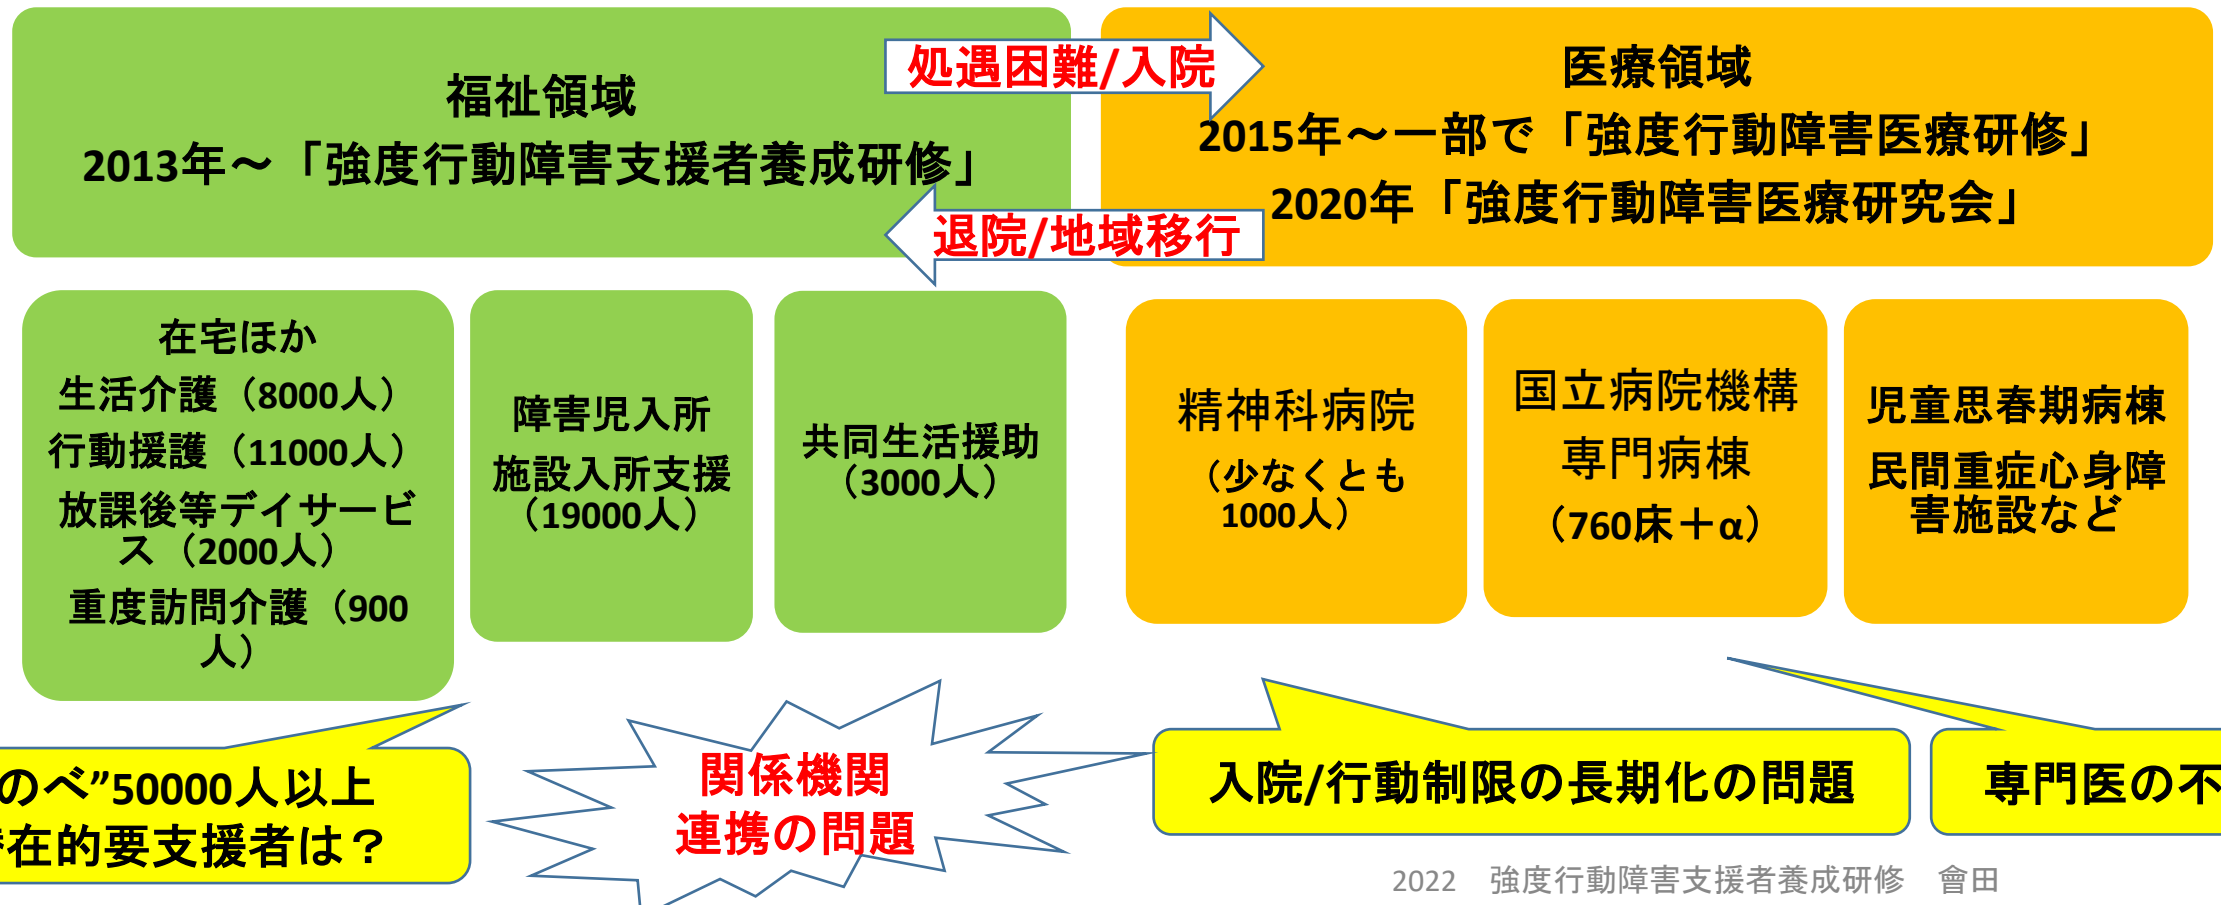 福祉領域
2013年～「強度行動障害支援者養成研修」
処遇困難/入院
退院/地域移行
医療領域
2015年～一部で「強度行動障害医療研修」
2020年「強度行動障害医療研究会」
在宅ほか
生活介護（8000人）
行動援護（11000人）
放課後等デイサービ
ス（2000人）
重度訪問介護（900
人）
障害児入所
施設入所支援
（19000人）
共同生活援助
（3000人）
精神科病院
（少なくとも
1000人）
国立病院機構
専門病棟
（760床＋α）
児童思春期病棟
民間重症心身障
害施設など
のべ”50000人以上
在的要支援者は？
関係機関
連携の問題
入院/行動制限の長期化の問題
専門医の不
2022　強度行動障害支援者養成研修　會田